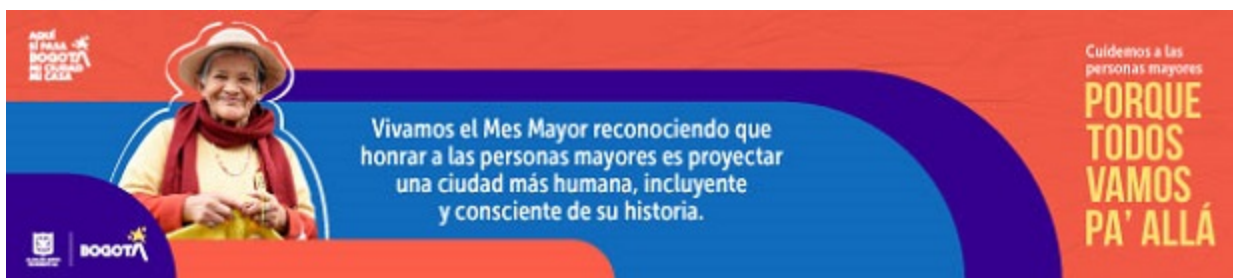 AQUÍ
SÍ PASA
BOGOTÁ
MI CIUDAD
MI CASA
Vivamos el Mes Mayor reconociendo que
honrar a las personas mayores es proyectar
una ciudad más humana, incluyente
y consciente de su historia.
Cuidemos a las
personas mayores
PORQUE
TODOS
VAMOS
PA' ALLÁ
BOGOTÁ